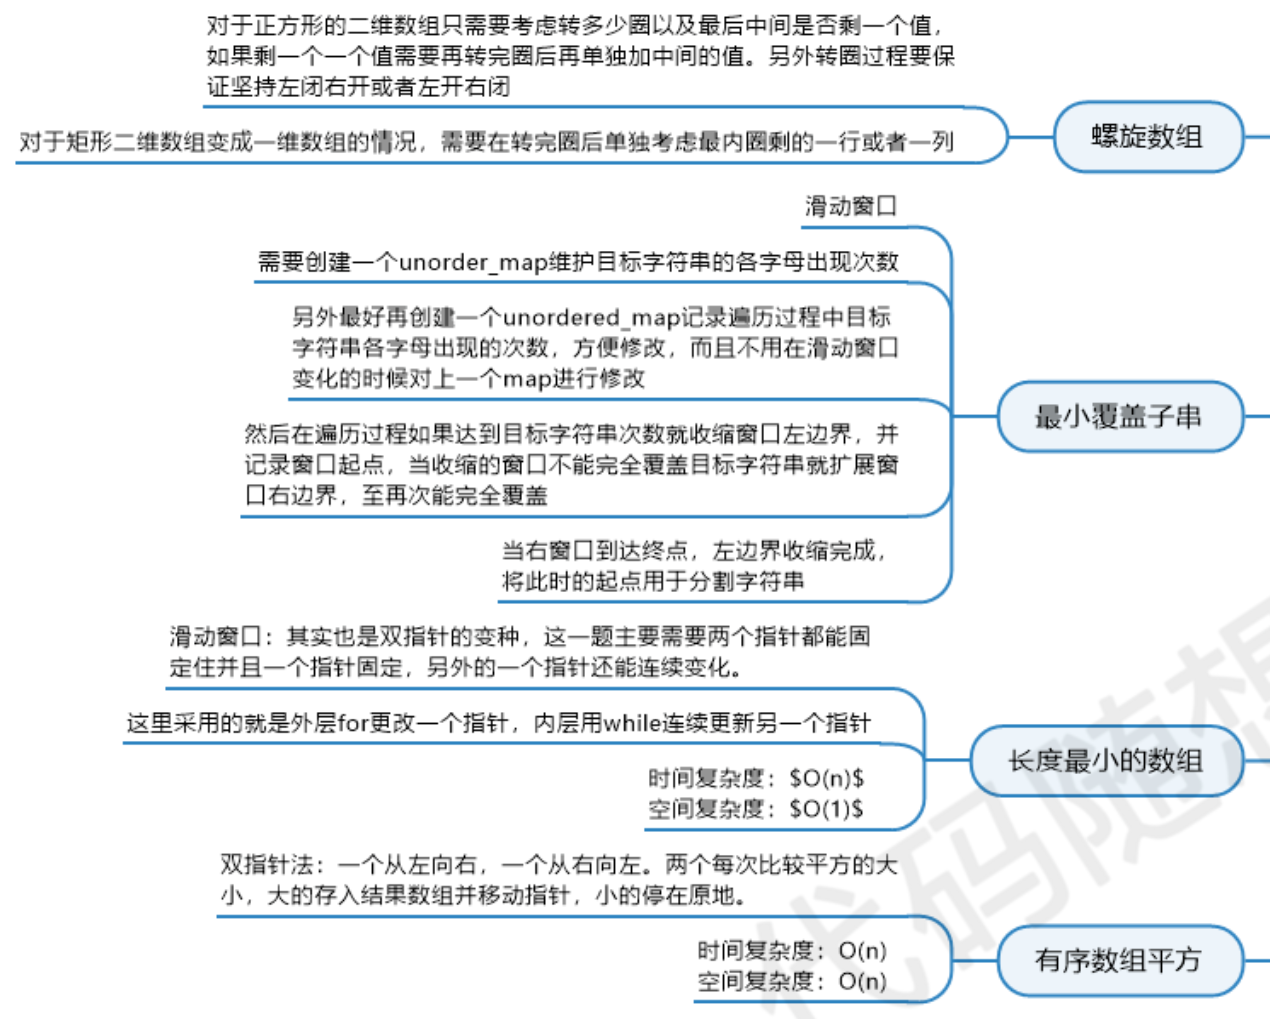 对于正方形的二维数组只需要考虑转多少圈以及最后中间是否剩一个值，
如果剩一个一个值需要再转完圈后再单独加中间的值。另外转圈过程要保
证坚持左闭右开或者左开右闭
对于矩形二维数组变成一维数组的情况，需要在转完圈后单独考虑最内圈剩的一行或者一列
螺旋数组
滑动窗口
需要创建一个unorder_map维护目标字符串的各字母出现次数
另外最好再创建一个unordered_map记录遍历过程中目标
字符串各字母出现的次数，方便修改，而且不用在滑动窗口
变化的时候对上一个map进行修改
然后在遍历过程如果达到目标字符串次数就收缩窗口左边界，并
记录窗口起点，当收缩的窗口不能完全覆盖目标字符串就扩展窗
口右边界，至再次能完全覆盖
当右窗口到达终点，左边界收缩完成，
将此时的起点用于分割字符串
最小覆盖子串
滑动窗口：其实也是双指针的变种，这一题主要需要两个指针都能固
定住并且一个指针固定，另外的一个指针还能连续变化。
这里采用的就是外层for更改一个指针，内层用while连续更新另一个指针
时间复杂度：$O(n)$
空间复杂度：$O(1)$
长度最小的数组
双指针法：一个从左向右，一个从右向左。两个每次比较平方的大
小，大的存入结果数组并移动指针，小的停在原地。
时间复杂度：O(n)
空间复杂度：O(n)
有序数组平方
代码随想